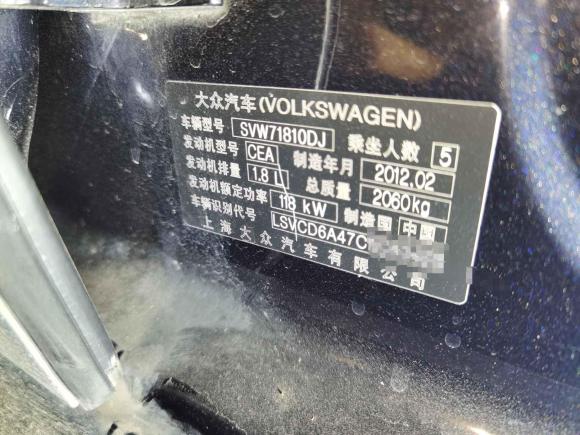 大众汽车(VOLKSWAGEN)
车辆型号 SVW71810DJ 乘坐人数 5
发动机型号 CEA 制造年月 2012.02
发动机排量 1.8 L 总质量 2060kg
发动机额定功率 118 kW 制造国 中国
车辆识别代号 LSVCD6A47C
上海大众汽车有限公司